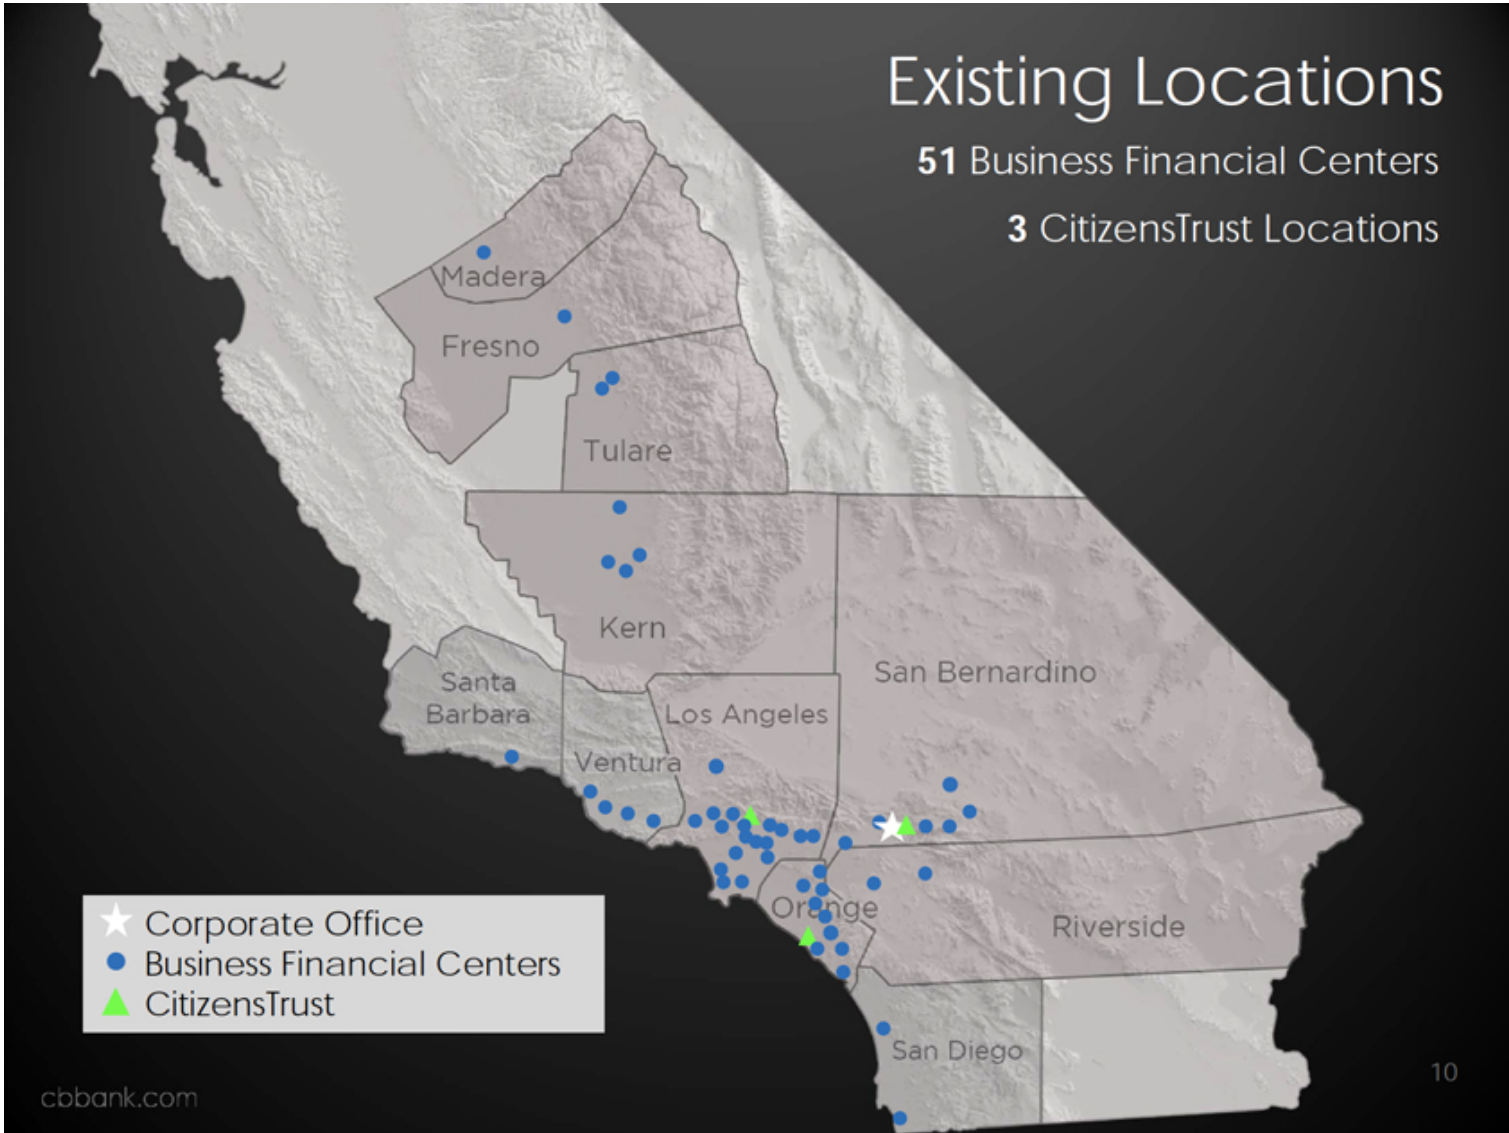 Existing Locations
51 Business Financial Centers
3 CitizensTrust Locations
Madera
Fresno
Tulare
Kern
San Bernardino
Santa
Barbara
Los Angeles
Ventura
Orange
Riverside
San Diego
Corporate Office
Business Financial Centers
CitizensTrust
cbbank.com
10